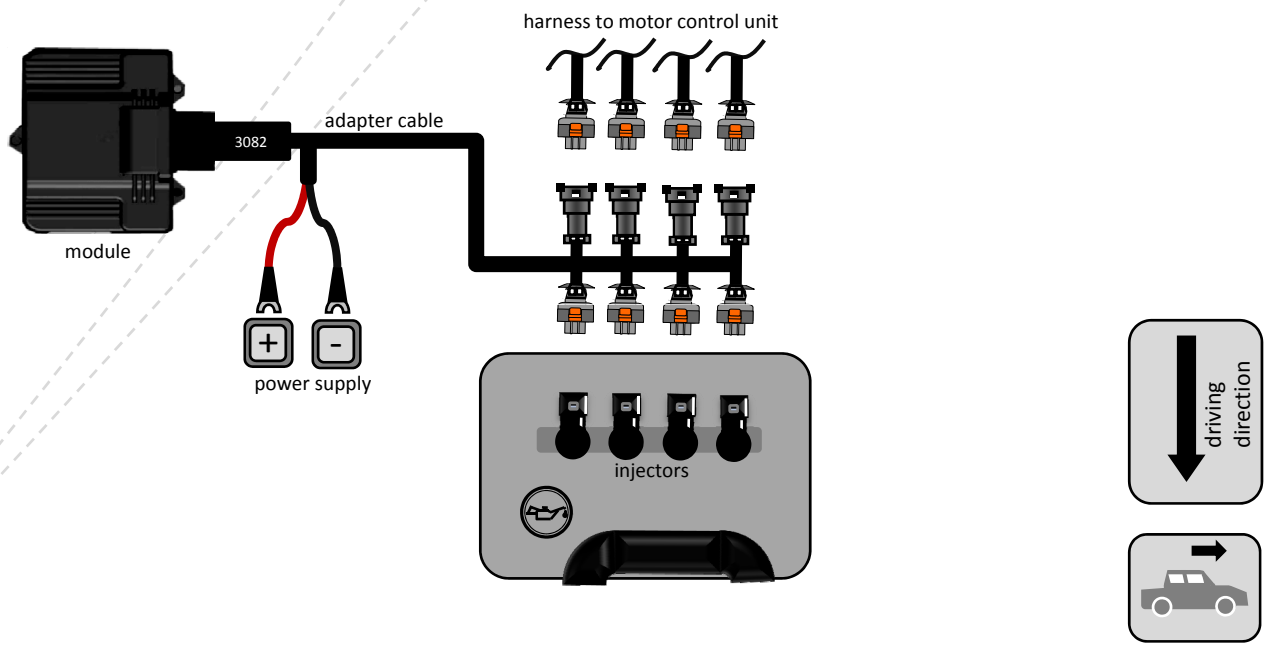 harness to motor control unit
adapter cable
3082
module
+ -
power supply
injectors
driving
direction